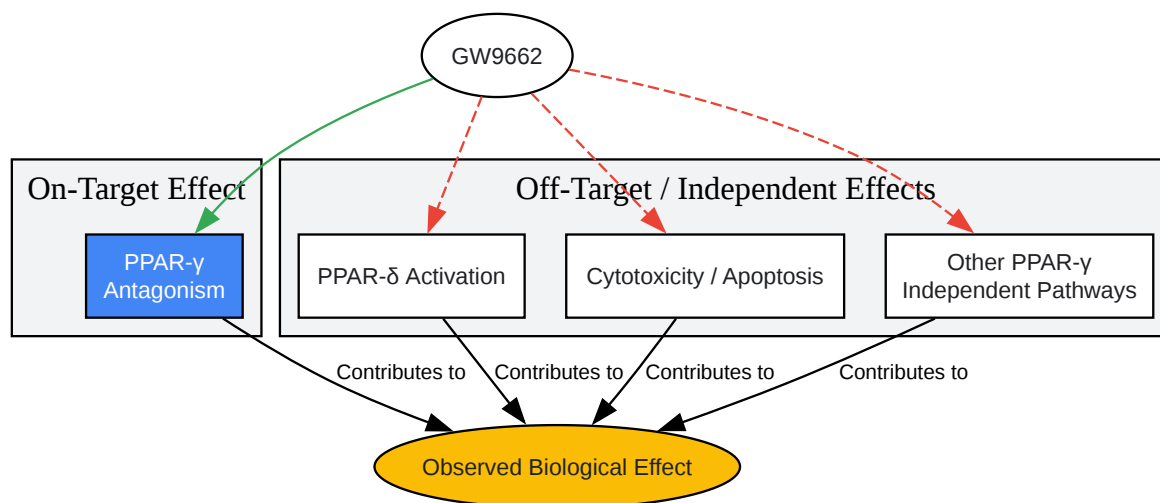 GW9662
On-Target Effect
Off-Target / Independent Effects
PPAR-γ
Antagonism
PPAR-δ Activation
Cytotoxicity / Apoptosis
Other PPAR-γ
Independent Pathways
Contributes to
Contributes to
Contributes to
Contributes to
Observed Biological Effect